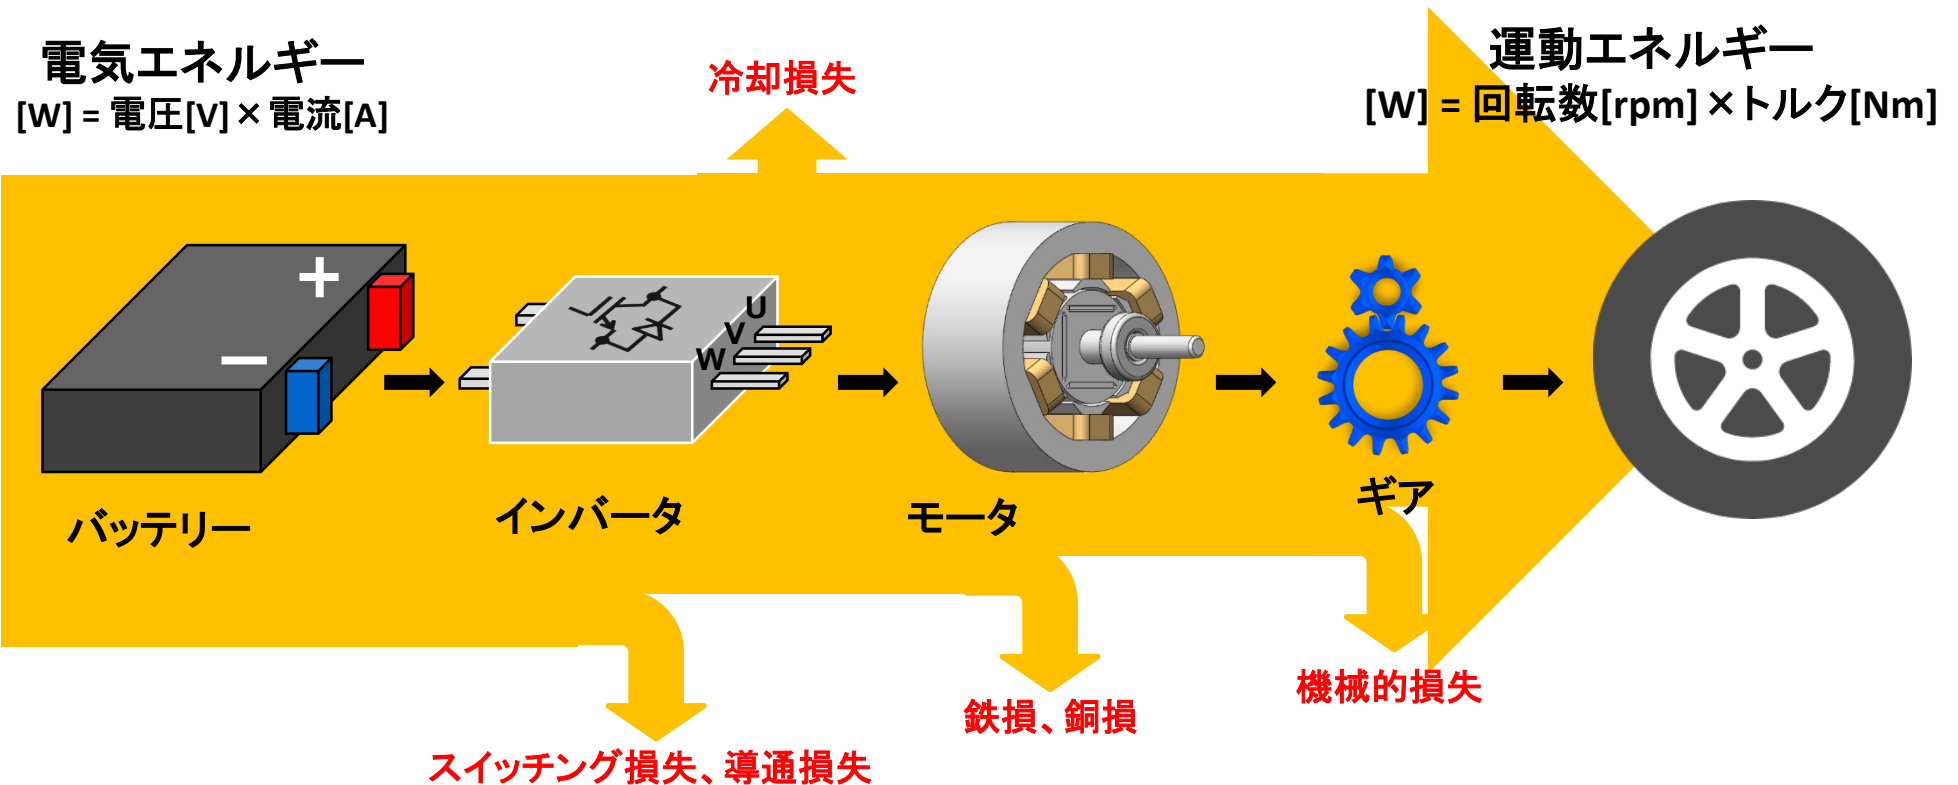 電気エネルギー
[W] = 電圧[V] × 電流[A]
冷却損失
運動エネルギー
[W] = 回転数[rpm] × トルク[Nm]
+
−
U
V
W
バッテリー
インバータ
モータ
ギア
スイッチング損失、導通損失
鉄損、銅損
機械的損失